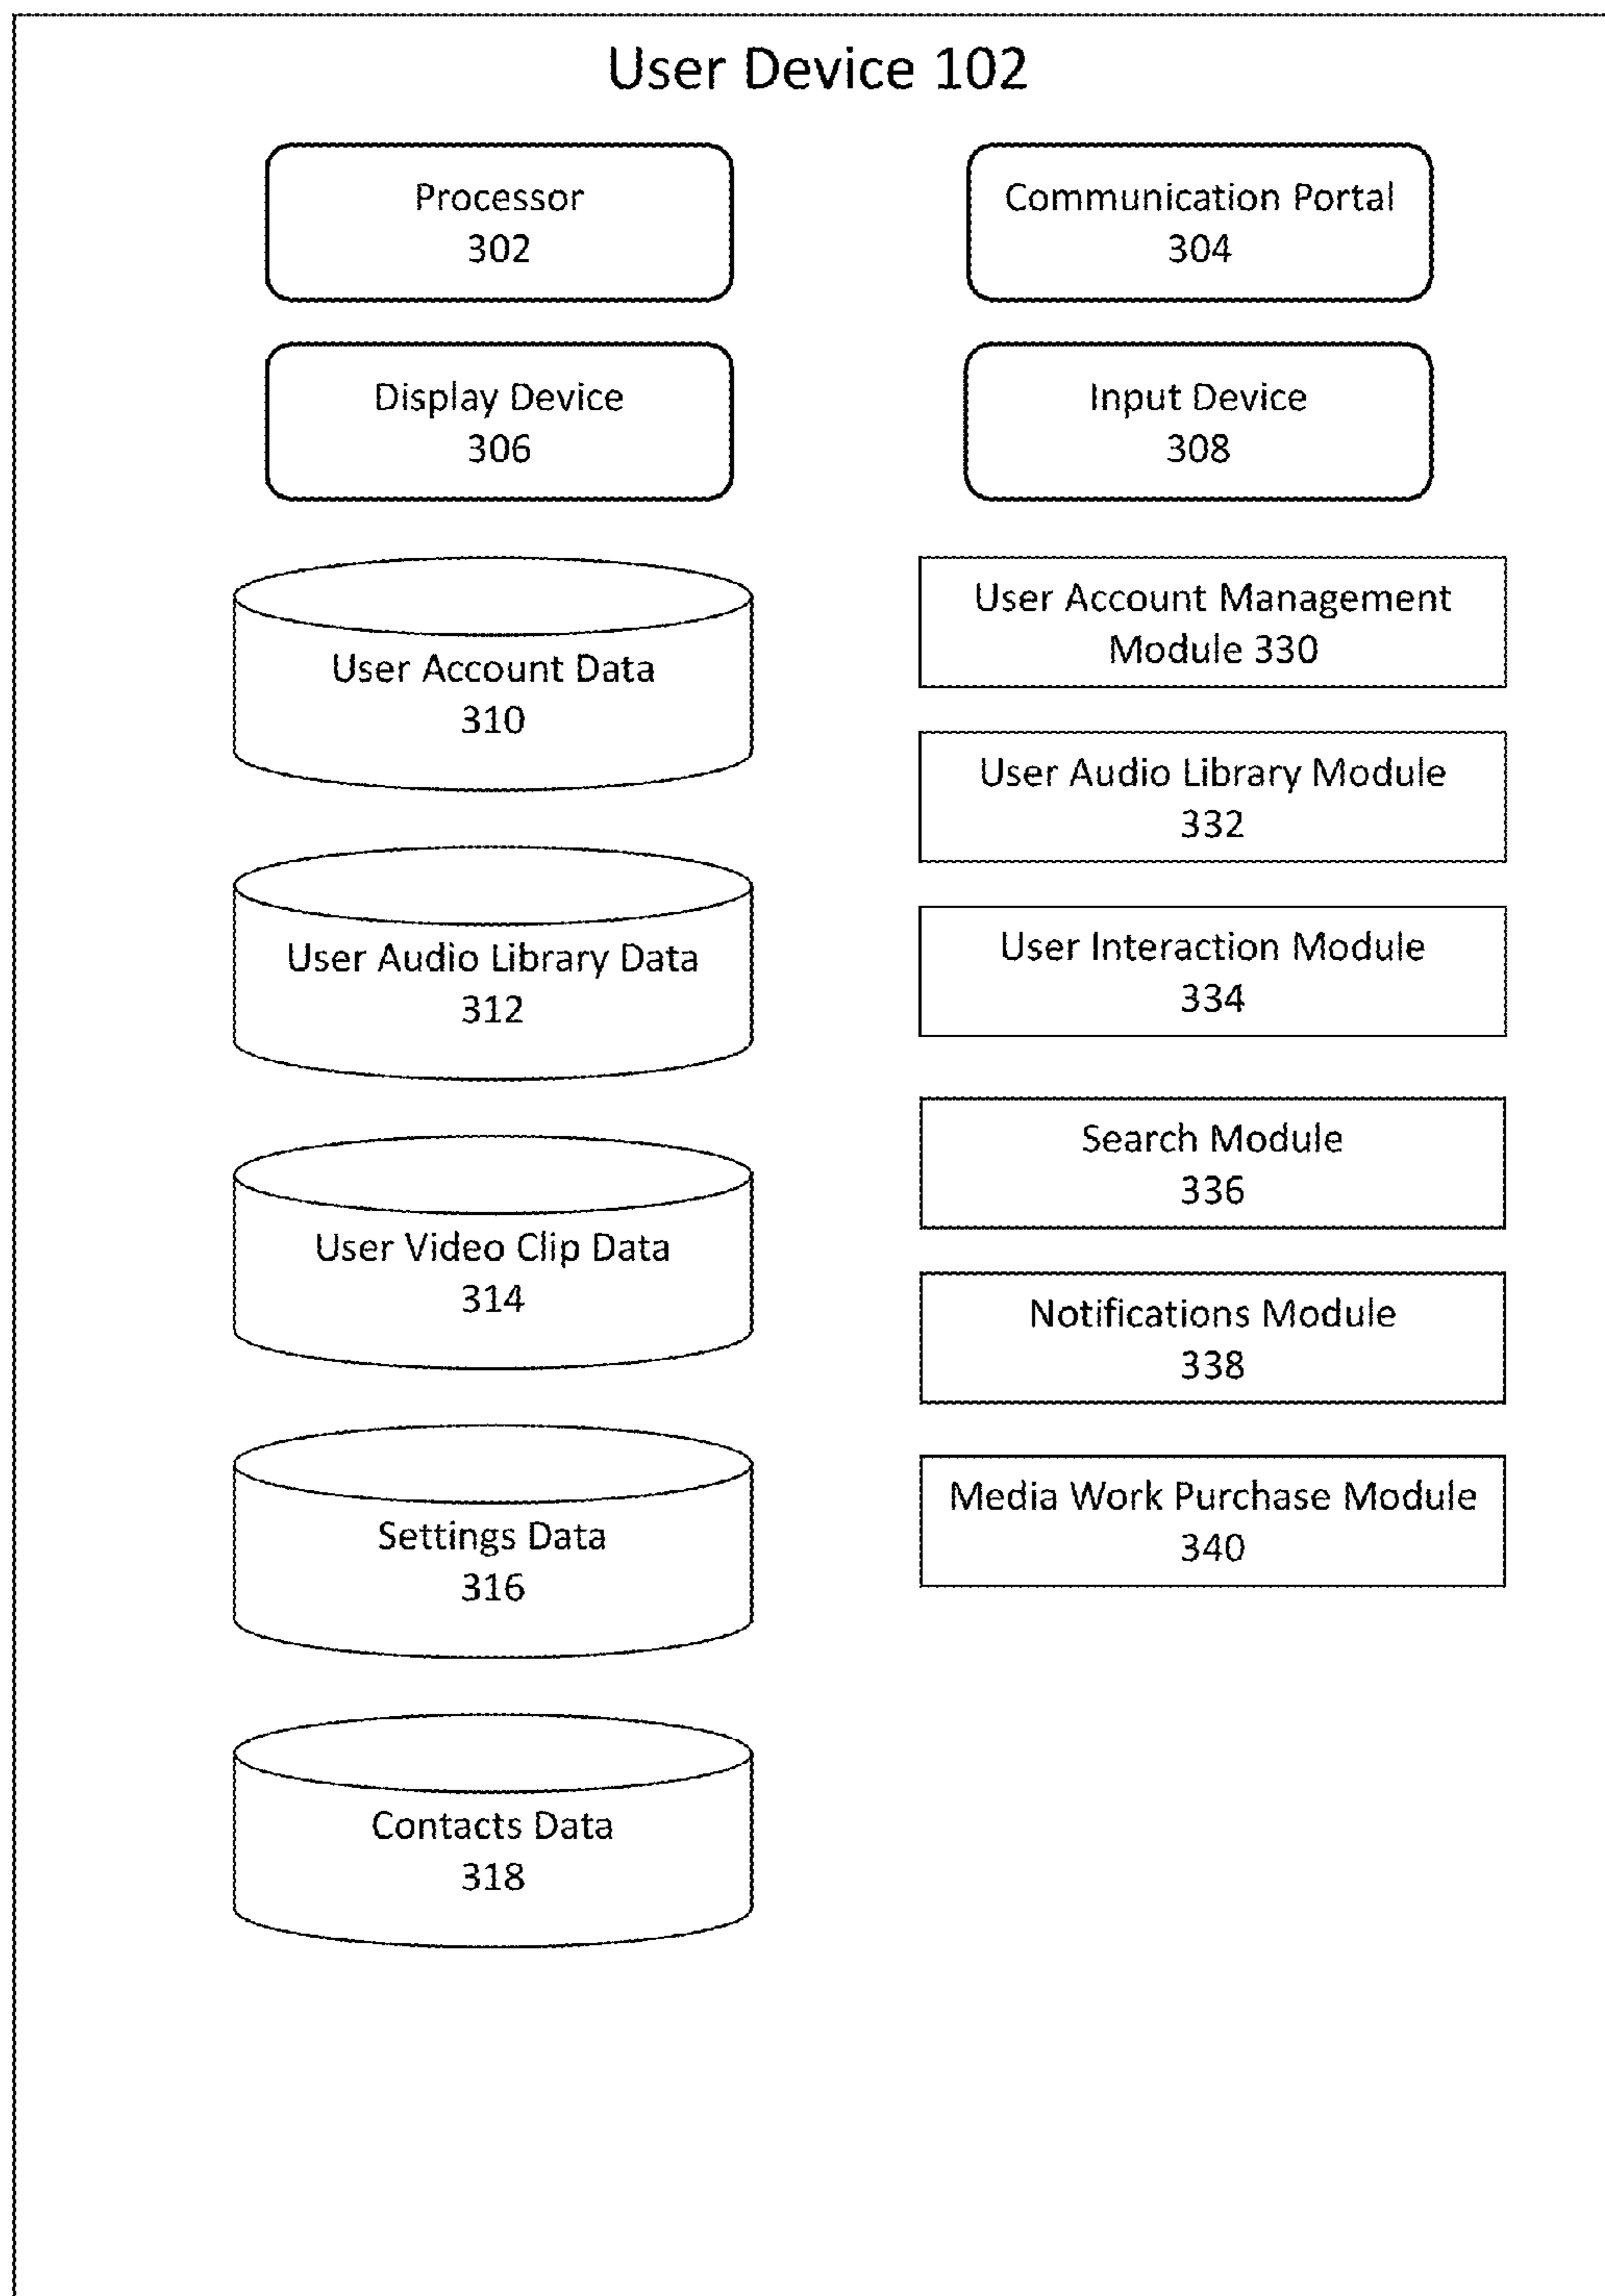 User Device 102
Processor
302
Communication Portal
304
Display Device
306
Input Device
308
User Account Data
310
User Audio Library Data
312
User Video Clip Data
314
Settings Data
316
Contacts Data
318
User Account Management
Module 330
User Audio Library Module
332
User Interaction Module
334
Search Module
336
Notifications Module
338
Media Work Purchase Module
340